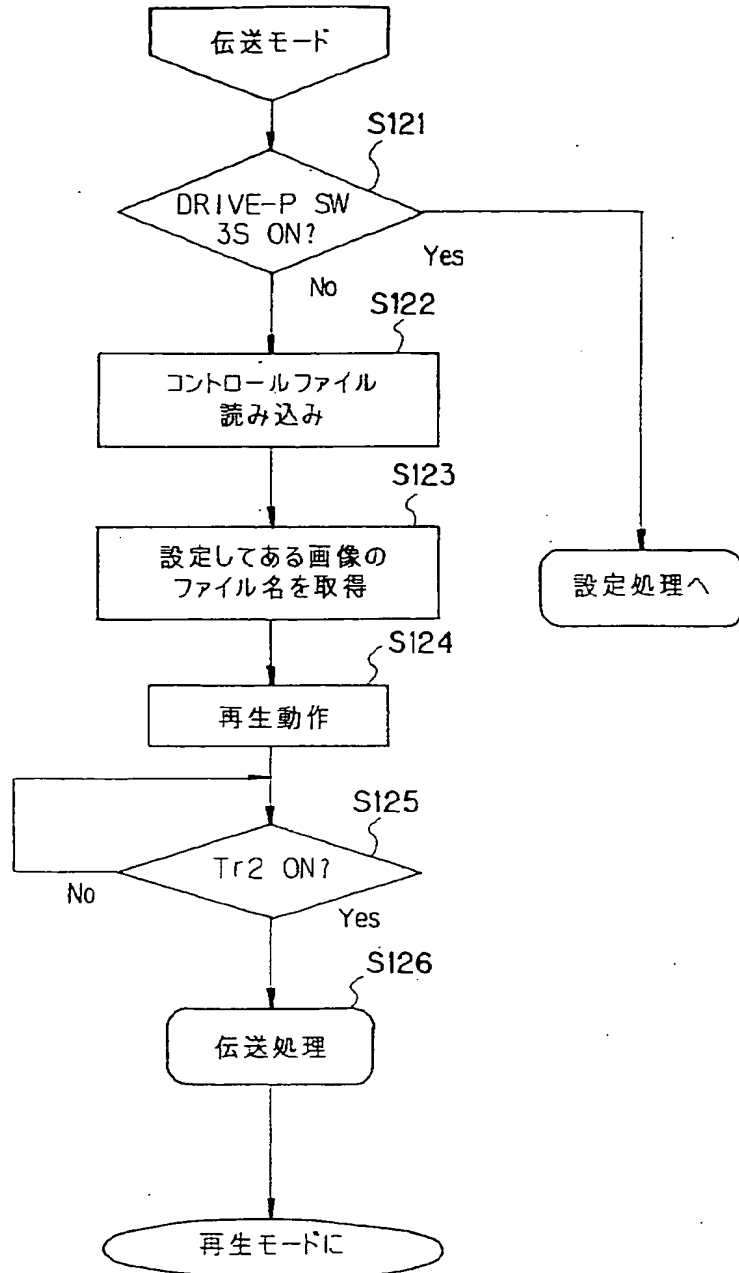 伝送モード
S121
DRIVE-P SW
3S ON?
Yes
No
S122
コントロールファイル
読み込み
S123
設定してある画像の
ファイル名を取得
設定処理へ
S124
再生動作
S125
Tr2 ON?
No
Yes
S126
伝送処理
再生モードに